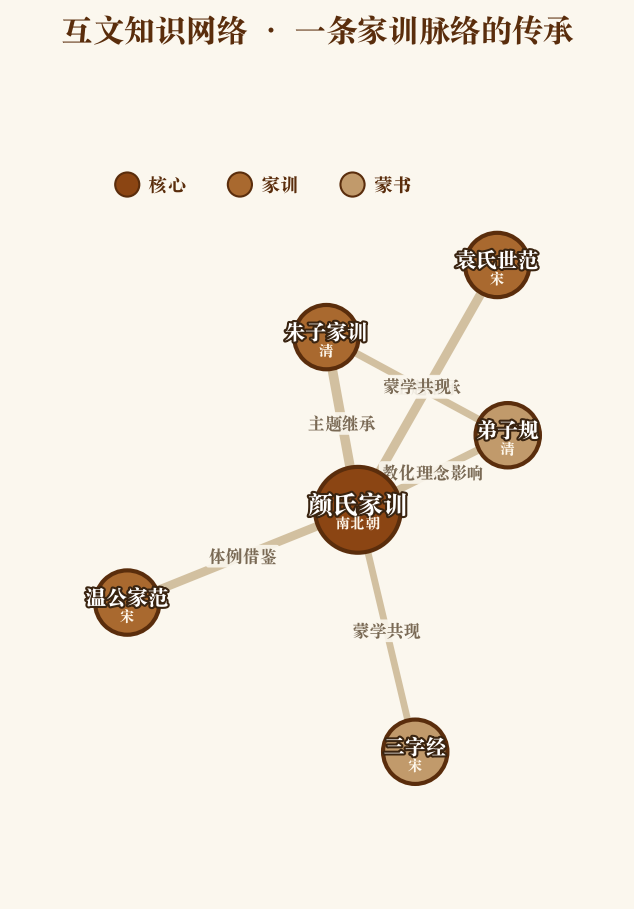 互文知识网络 · 一条家训脉络的传承
核心
家训
蒙书
袁氏世范
宋
朱子家训
清
蒙学共现
弟子规
清
主题继承
教化理念影响
颜氏家训
南北朝
体例借鉴
温公家范
宋
蒙学共现
三字经
宋